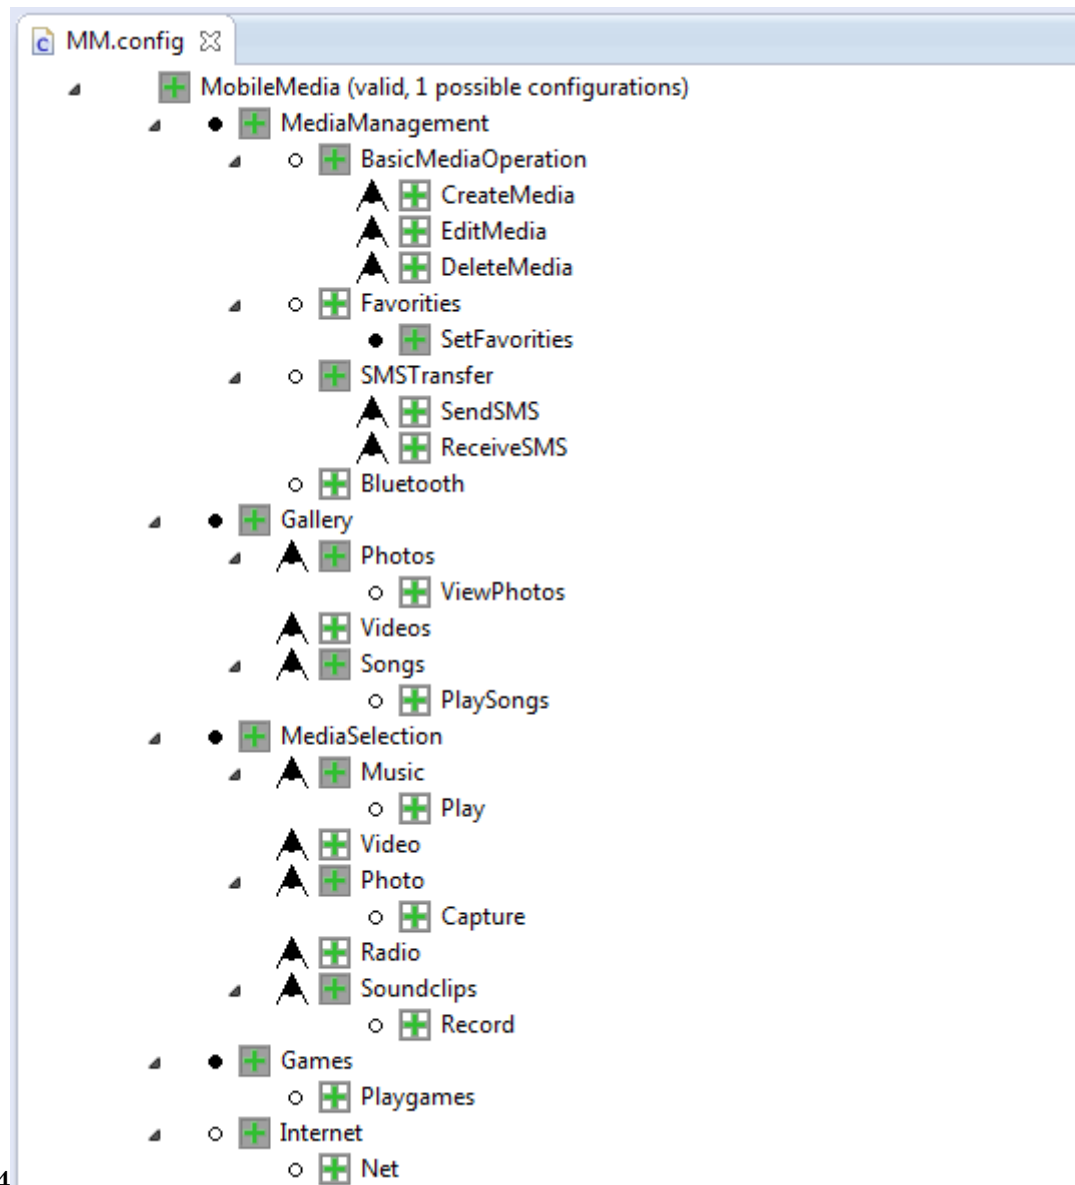 MM.config
MobileMedia (valid, 1 possible configurations)
MediaManagement
BasicMediaOperation
CreateMedia
EditMedia
DeleteMedia
Favorities
SetFavorities
SMSTransfer
SendSMS
ReceiveSMS
Bluetooth
Gallery
Photos
ViewPhotos
Videos
Songs
PlaySongs
MediaSelection
Music
Play
Video
Photo
Capture
Radio
Soundclips
Record
Games
Playgames
Internet
Net
4